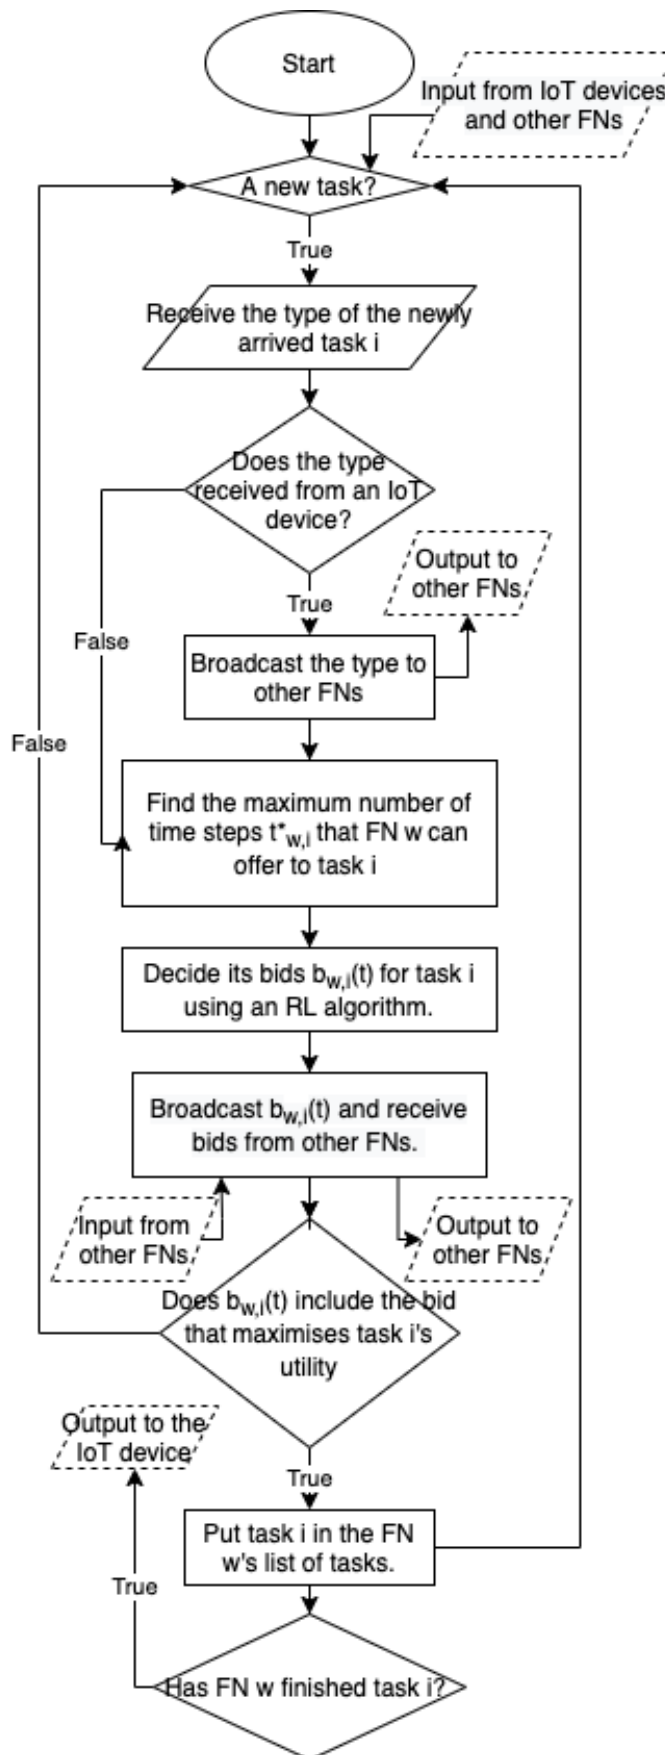 Start
Input from IoT devices
and other FNs
A new task?
True
Receive the type of the newly
arrived task i
Does the type
received from an IoT
device?
Output to
other FNs
True
False
Broadcast the type to
other FNs
False
Find the maximum number of
time steps t*w,i that FN w can
offer to task i
Decide its bids bw,i(t) for task i
using an RL algorithm.
Broadcast bw,i(t) and receive
bids from other FNs.
Input from
other FNs
Output to
other FNs
Does bw,i(t) include the bid
that maximises task i's
utility
Output to the
IoT device
True
Put task i in the FN
w's list of tasks.
True
Has FN w finished task i?